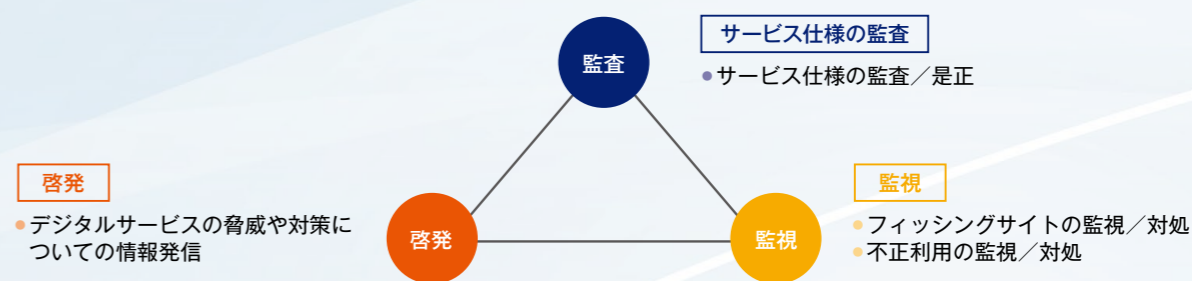 監査
サービス仕様の監査
●サービス仕様の監査／是正
啓発
●デジタルサービスの脅威や対策に
ついての情報発信
啓発
監視
監視
●フィッシングサイトの監視／対処
●不正利用の監視／対処